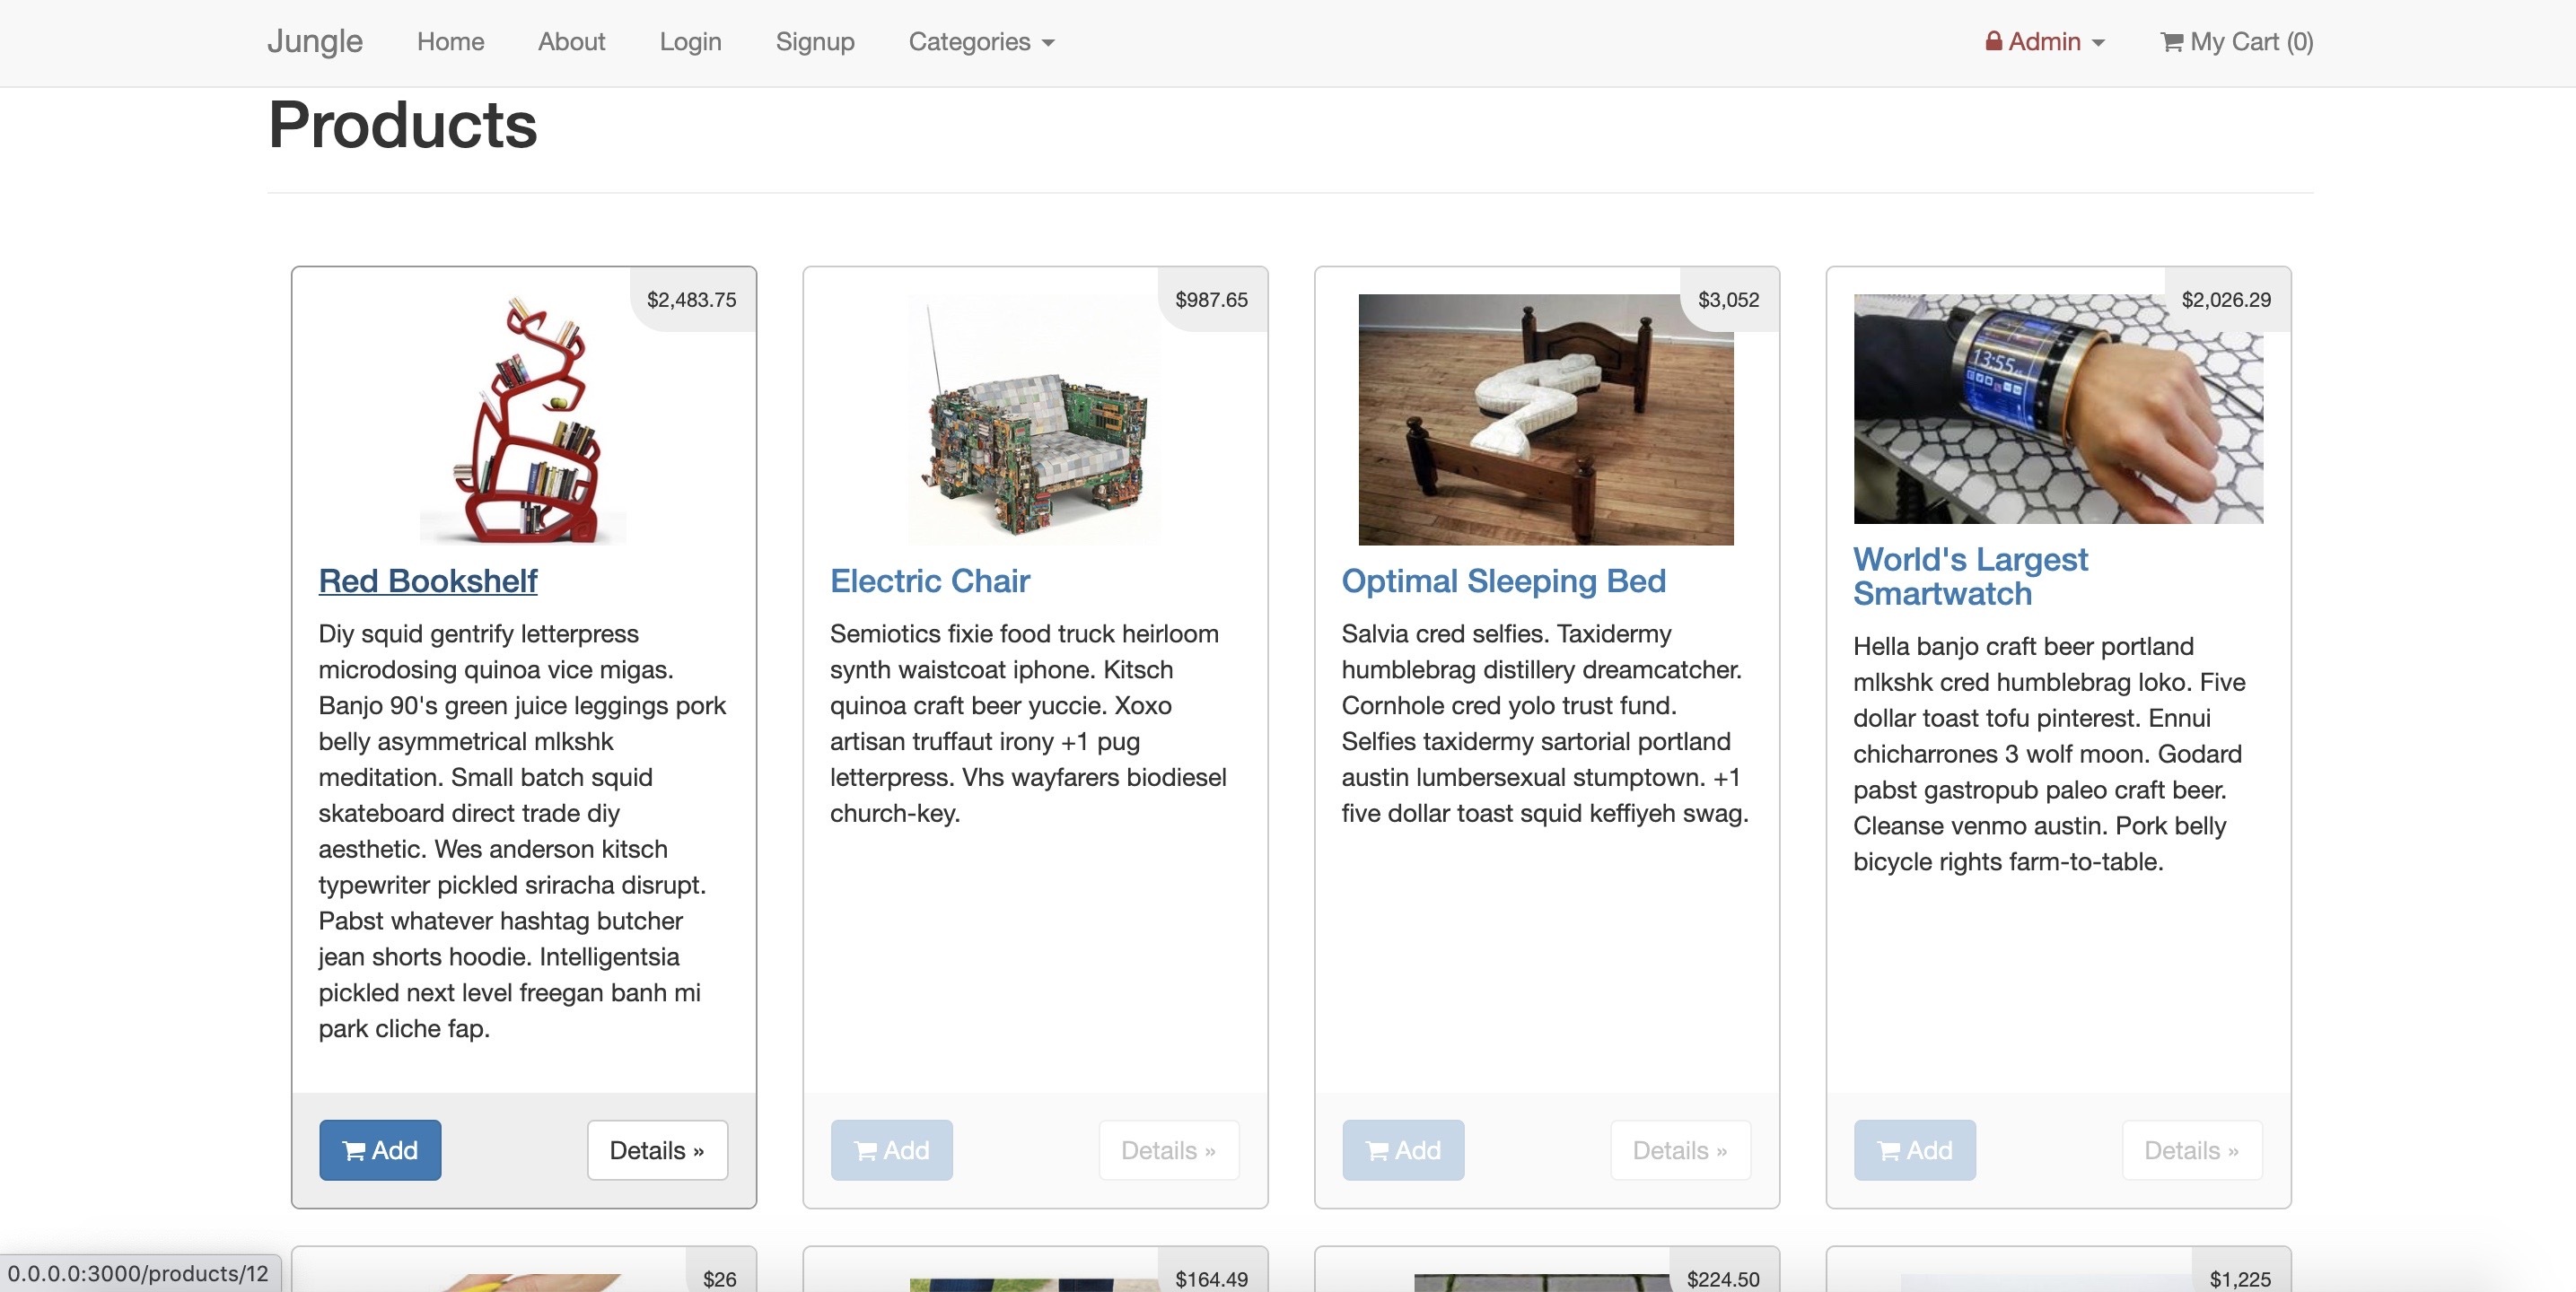 Jungle Home About Login Signup Categories Admin My Cart (0)
Products
$2,483.75
Red Bookshelf
Diy squid gentrify letterpress
microdosing quinoa vice migas.
Banjo 90's green juice leggings pork
belly asymmetrical mlkshk
meditation. Small batch squid
skateboard direct trade diy
aesthetic. Wes anderson kitsch
typewriter pickled sriracha disrupt.
Pabst whatever hashtag butcher
jean shorts hoodie. Intelligentsia
pickled next level freegan banh mi
park cliche fap.
Add Details »
$987.65
Electric Chair
Semiotics fixie food truck heirloom
synth waistcoat iphone. Kitsch
quinoa craft beer yuccie. Xoxo
artisan truffaut irony +1 pug
letterpress. Vhs wayfarers biodiesel
church-key.
Add Details »
$3,052
Optimal Sleeping Bed
Salvia cred selfies. Taxidermy
humblebrag distillery dreamcatcher.
Cornhole cred yolo trust fund.
Selfies taxidermy sartorial portland
austin lumbersexual stumptown. +1
five dollar toast squid keffiyeh swag.
Add Details »
$2,026.29
13:55
World's Largest
Smartwatch
Hella banjo craft beer portland
mlkshk cred humblebrag loko. Five
dollar toast tofu pinterest. Ennui
chicharrones 3 wolf moon. Godard
pabst gastropub paleo craft beer.
Cleanse venmo austin. Pork belly
bicycle rights farm-to-table.
Add Details »
$26
$164.49
$224.50
$1,225
0.0.0.0:3000/products/12